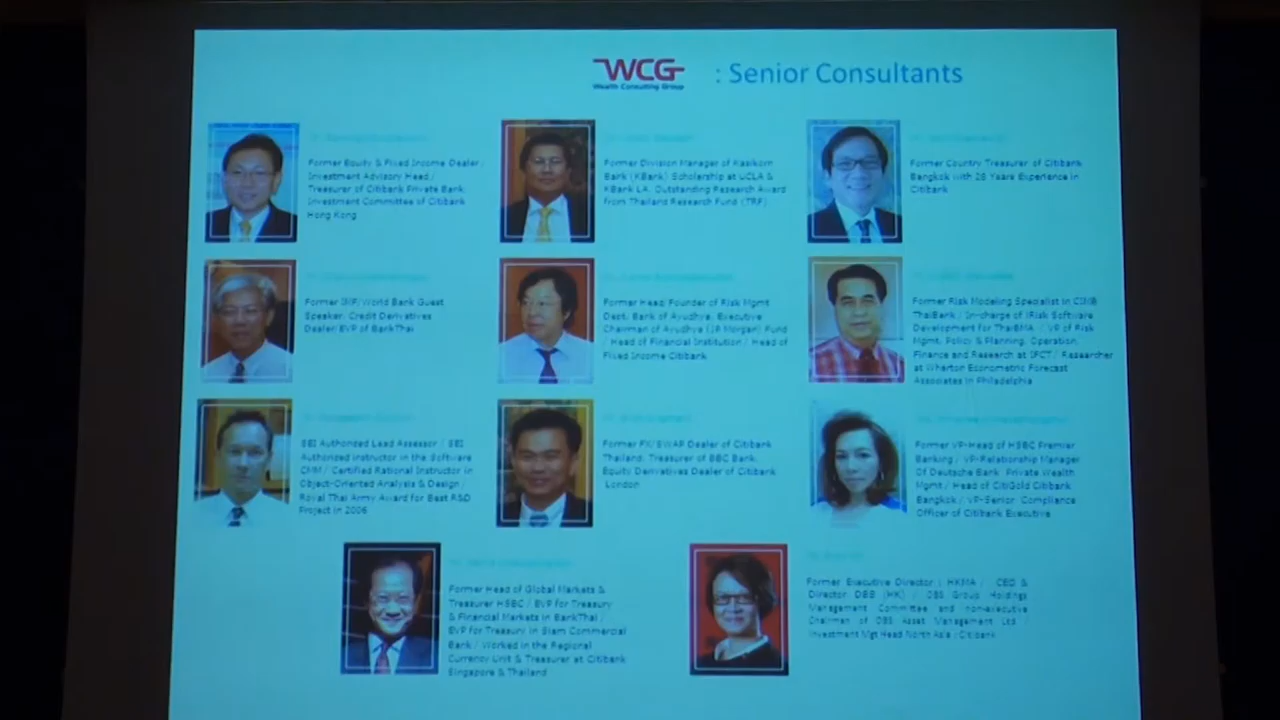 WCG
Wealth Consulting Group
: Senior Consultants
Former Equity & Fixed Income Dealer /
Investment Advisory Head /
Treasurer of Citibank Private Bank,
Investment Committee of Citibank
Hong Kong
Former Division Manager of Kasikorn
Bank (KBank) Scholarship at UCLA &
KBank LA, Outstanding Research Award
from Thailand Research Fund (TRF)
Former Country Treasurer of Citibank
Bangkok with 28 Years Experience in
Citibank
Former IMF/World Bank Guest
Speaker, Credit Derivatives
Dealer/ EVP of BankThai
Former Head/Founder of Risk Mgmt
Dept. Bank of Ayudhya, Executive
Chairman of Ayudhya (JP Morgan) Fund
/ Head of Financial Institution / Head of
Fixed Income Citibank
Former Risk Modeling Specialist in CIMB
ThaiBank / In-charge of iRisk Software
Development for ThaiBMA / VP of Risk
Mgmt, Policy & Planning, Operation,
Finance and Research at IFCT / Researcher
at Wharton Econometric Forecast
Associates in Philadelphia
SEI Authorized Lead Assessor / SEI
Authorized Instructor in the Software
CMM / Certified Rational Instructor in
Object-Oriented Analysis & Design /
Royal Thai Army Award for Best R&D
Project in 2006
Former FX/SWAP Dealer of Citibank
Thailand, Treasurer of BBC Bank,
Equity Derivatives Dealer of Citibank
London
Former VP-Head of HSBC Premier
Banking / VP-Relationship Manager
Of Deutsche Bank Private Wealth
Mgmt / Head of CitiGold Citibank
Bangkok / VP-Senior Compliance
Officer of Citibank Executive
Former Head of Global Markets &
Treasurer HSBC / EVP for Treasury
& Financial Markets in BankThai /
EVP for Treasury in Siam Commercial
Bank / Worked in the Regional
Currency Unit & Treasurer at Citibank
Singapore & Thailand
Former Executive Director ( HKMA ) CEO &
Director DBS (HK) / DBS Group Holdings
Management Committee and non-executive
Chairman of DBS Asset Management Ltd /
Investment Mgt Head North Asia / Citibank